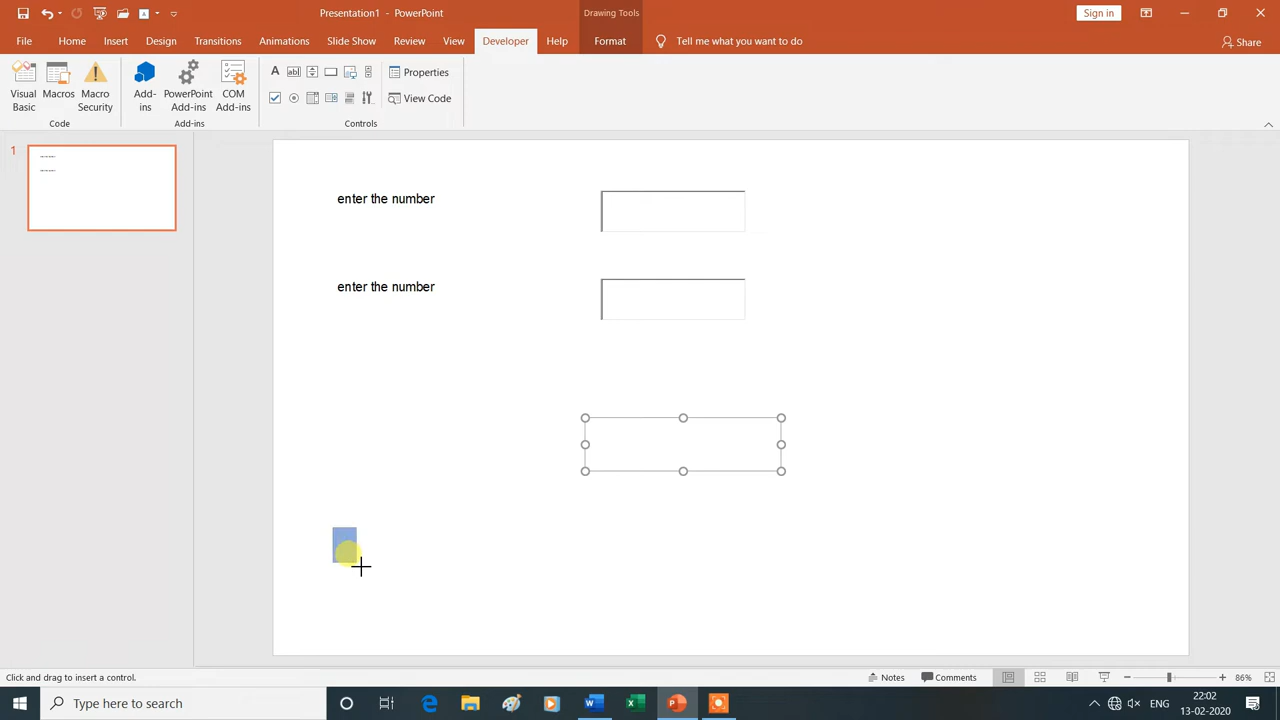 Presentation1 - PowerPoint
Drawing Tools
Sign in
File
Home
Insert
Design
Transitions
Animations
Slide Show
Review
View
Developer
Help
Format
Tell me what you want to do
Share
Visual Basic
Macros
Macro Security
Add-ins
PowerPoint Add-ins
COM Add-ins
Properties
View Code
Code
Add-ins
Controls
1
enter the number
enter the number
Click and drag to insert a control.
Notes
Comments
86%
Type here to search
ENG
22:02
13-02-2020